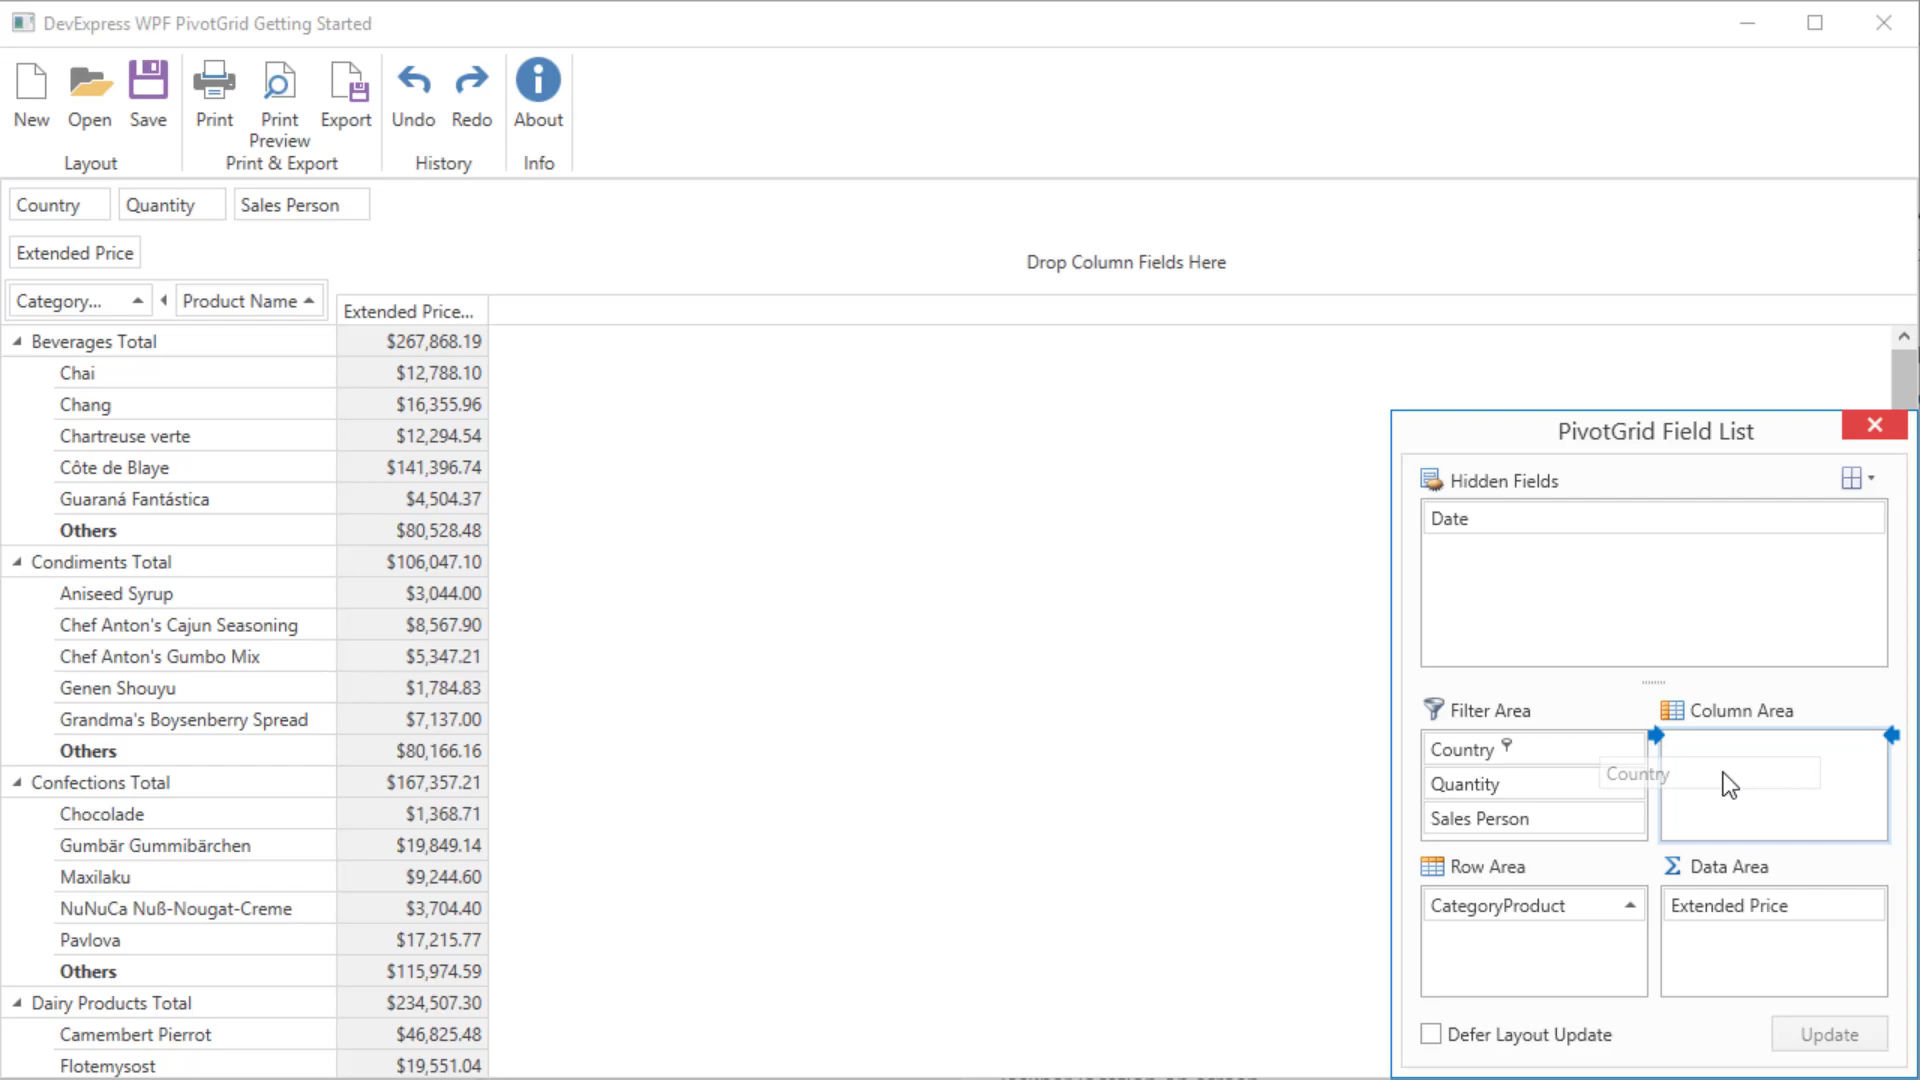 DevExpress WPF PivotGrid Getting Started
New Open Save Print Print Preview Export Undo Redo About
Layout Print & Export History Info
Country Quantity Sales Person
Extended Price
Drop Column Fields Here
Category... Product Name Extended Price...
Beverages Total $267,868.19
Chai $12,788.10
Chang $16,355.96
Chartreuse verte $12,294.54
Côte de Blaye $141,396.74
Guaraná Fantástica $4,504.37
Others $80,528.48
Condiments Total $106,047.10
Aniseed Syrup $3,044.00
Chef Anton's Cajun Seasoning $8,567.90
Chef Anton's Gumbo Mix $5,347.21
Genen Shouyu $1,784.83
Grandma's Boysenberry Spread $7,137.00
Others $80,166.16
Confections Total $167,357.21
Chocolade $1,368.71
Gumbär Gummibärchen $19,849.14
Maxilaku $9,244.60
NuNuCa Nuß-Nougat-Creme $3,704.40
Pavlova $17,215.77
Others $115,974.59
Dairy Products Total $234,507.30
Camembert Pierrot $46,825.48
Flotemysost $19,551.04
PivotGrid Field List
Hidden Fields
Date
Filter Area
Country
Quantity
Sales Person
Column Area
Country
Row Area
CategoryProduct
Data Area
Extended Price
Defer Layout Update Update